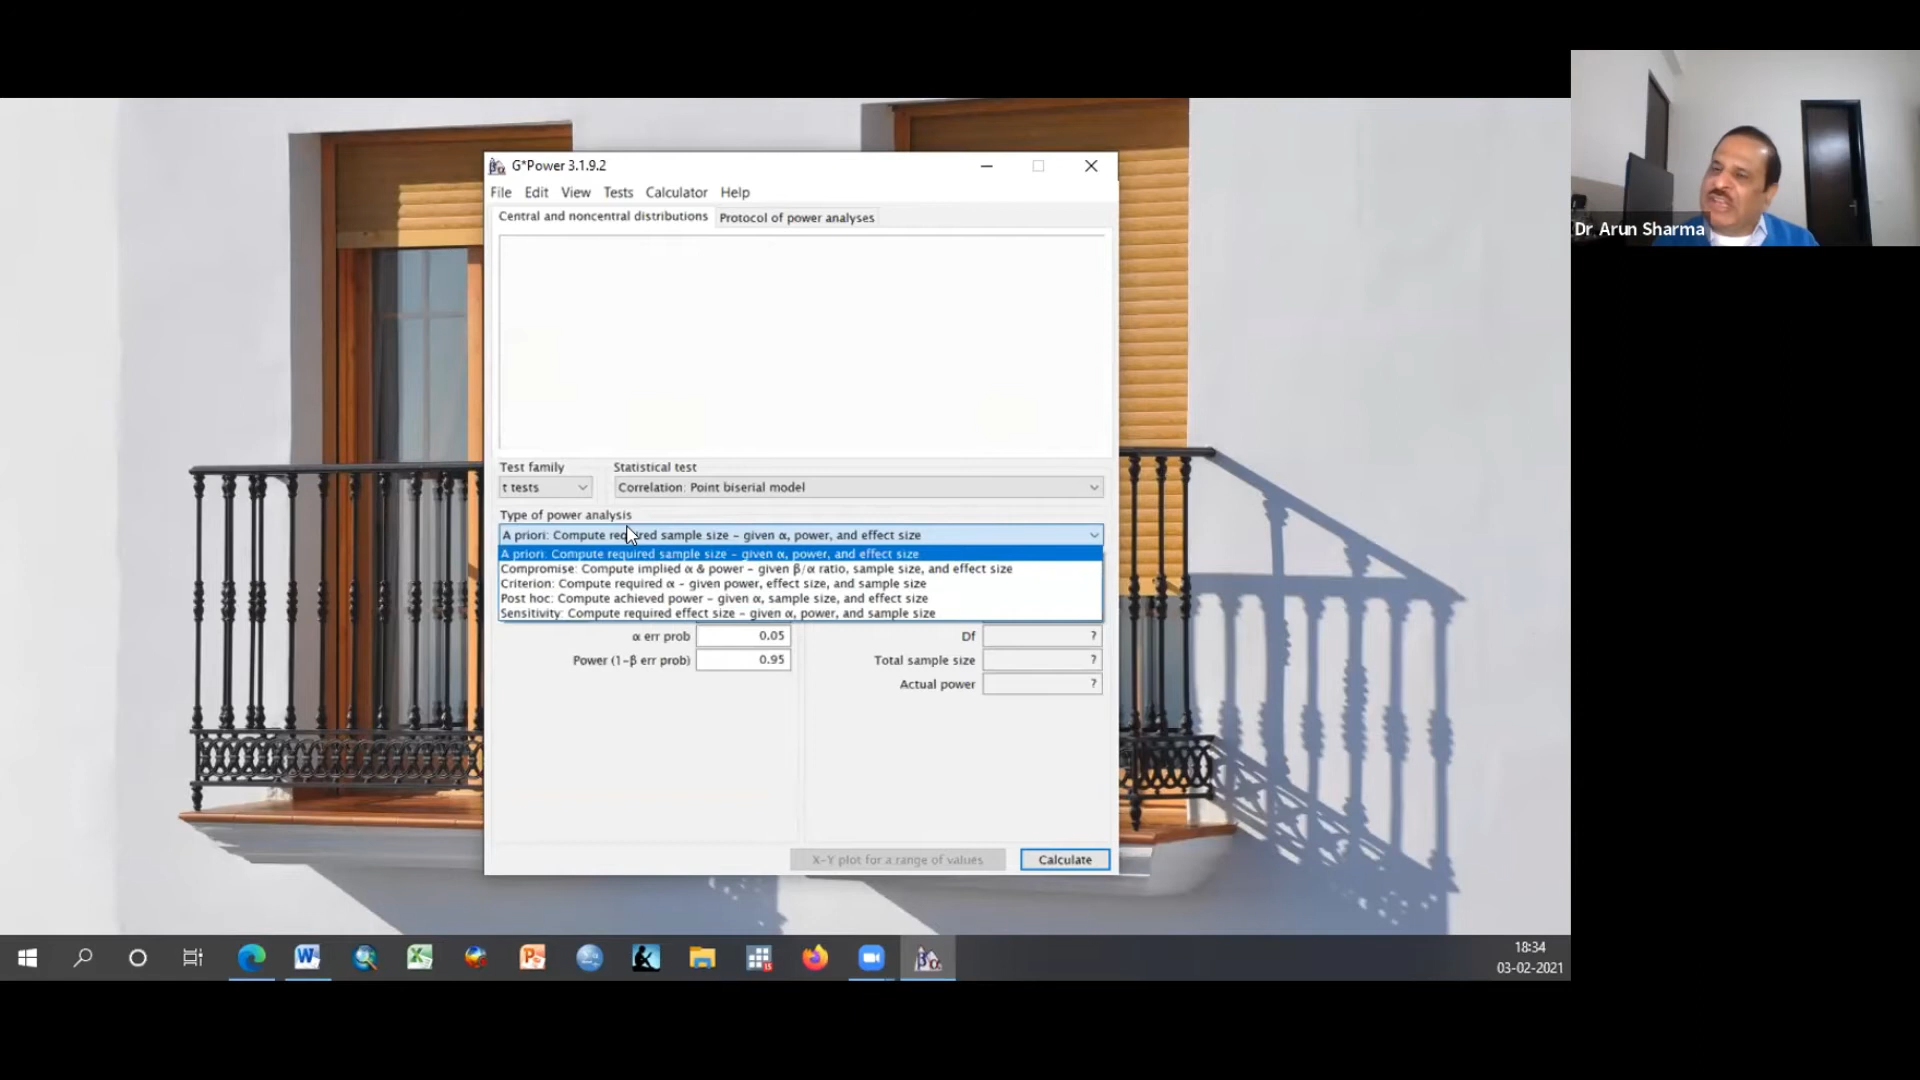 G*Power 3.1.9.2
File Edit View Tests Calculator Help
Central and noncentral distributions Protocol of power analyses
Test family Statistical test
t tests Correlation: Point biserial model
Type of power analysis
A priori: Compute required sample size - given α, power, and effect size
A priori: Compute required sample size - given α, power, and effect size
Compromise: Compute implied α & power - given β/α ratio, sample size, and effect size
Criterion: Compute required α - given power, effect size, and sample size
Post hoc: Compute achieved power - given α, sample size, and effect size
Sensitivity: Compute required effect size - given α, power, and sample size
α err prob 0.05 Df ?
Power (1-β err prob) 0.95 Total sample size ?
Actual power ?
X-Y plot for a range of values Calculate
Dr Arun Sharma
18:34
03-02-2021